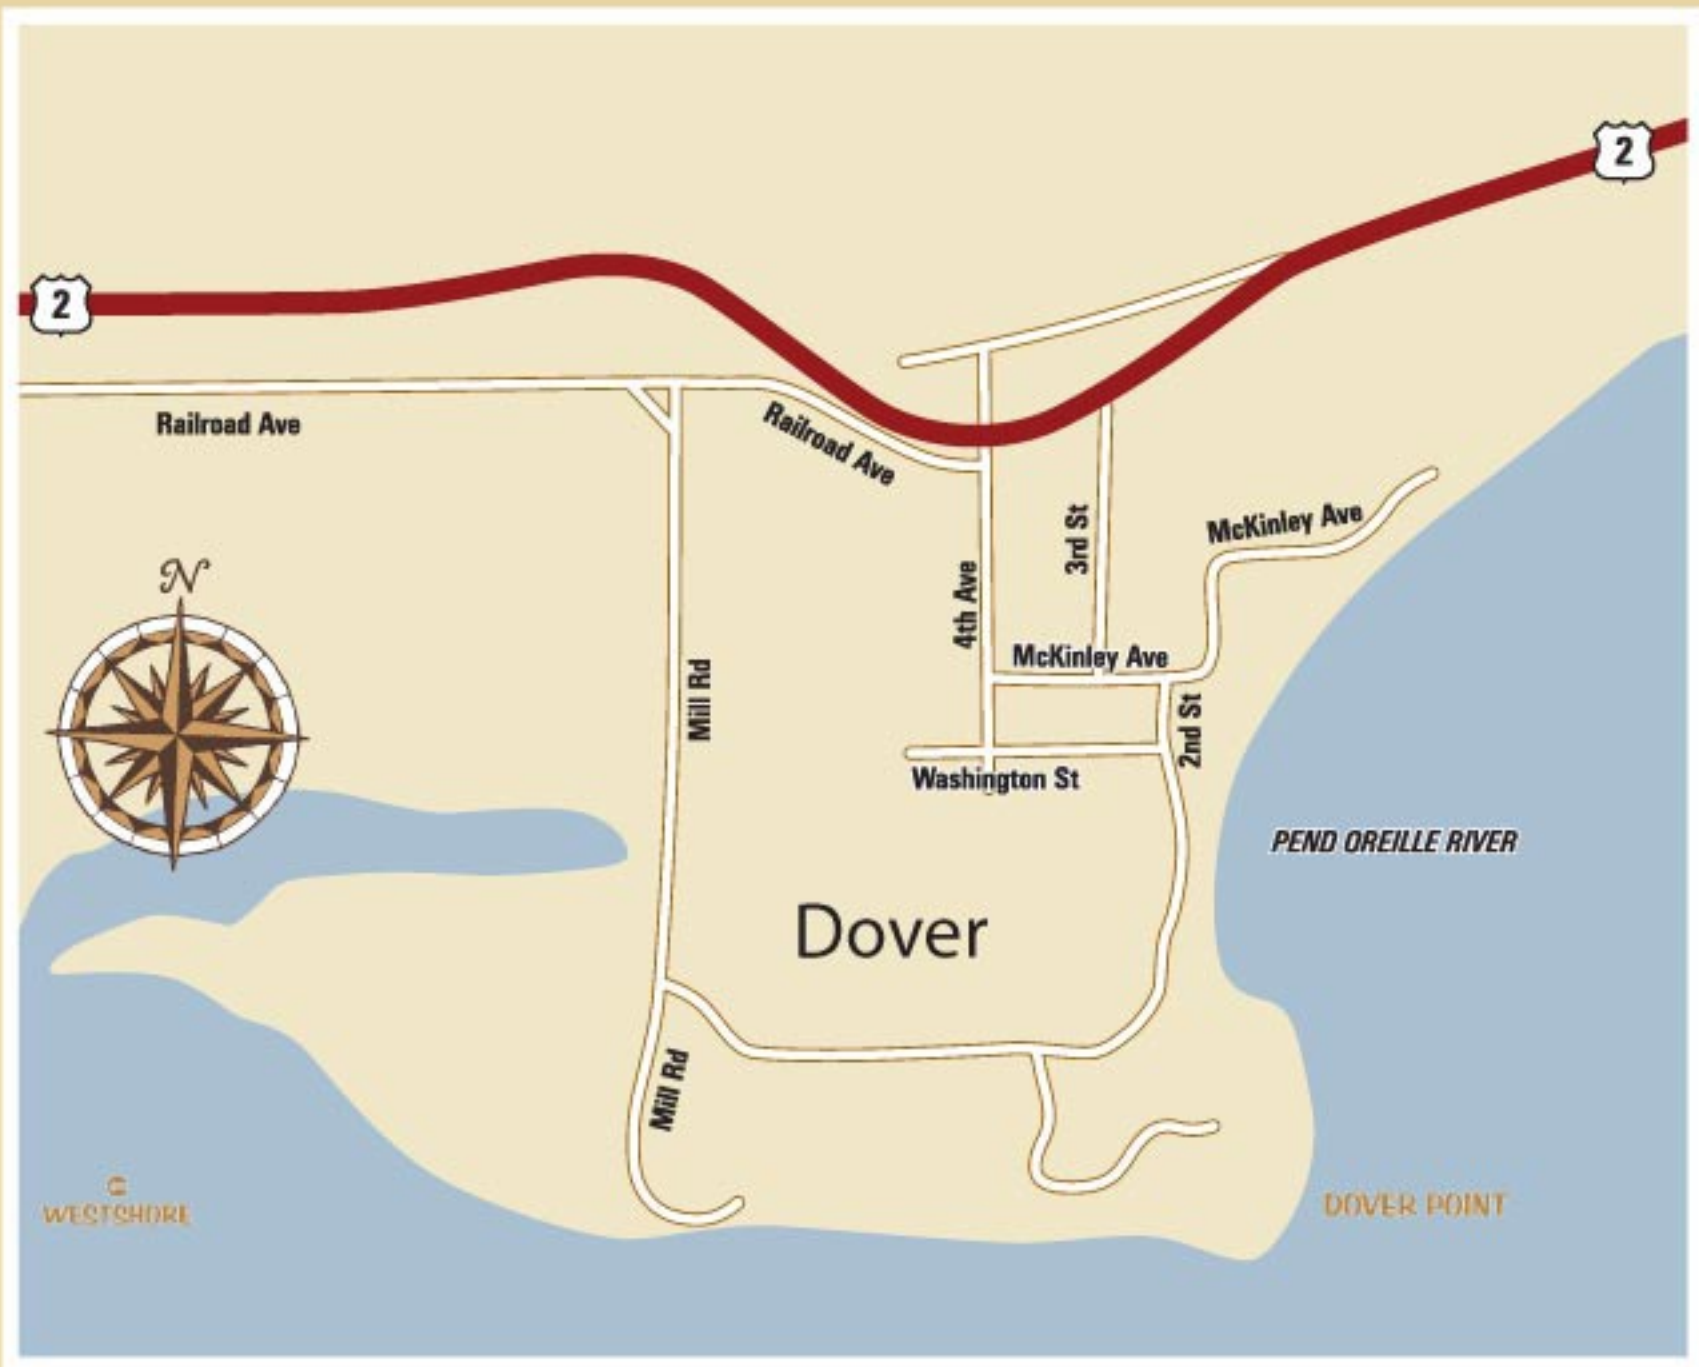 2
2
Railroad Ave
Railroad Ave
McKinley Ave
3rd St
N
4th Ave
McKinley Ave
Mill Rd
2nd St
Washington St
PEND OREILLE RIVER
Dover
Mill Rd
WESTSHORE
DOVER POINT